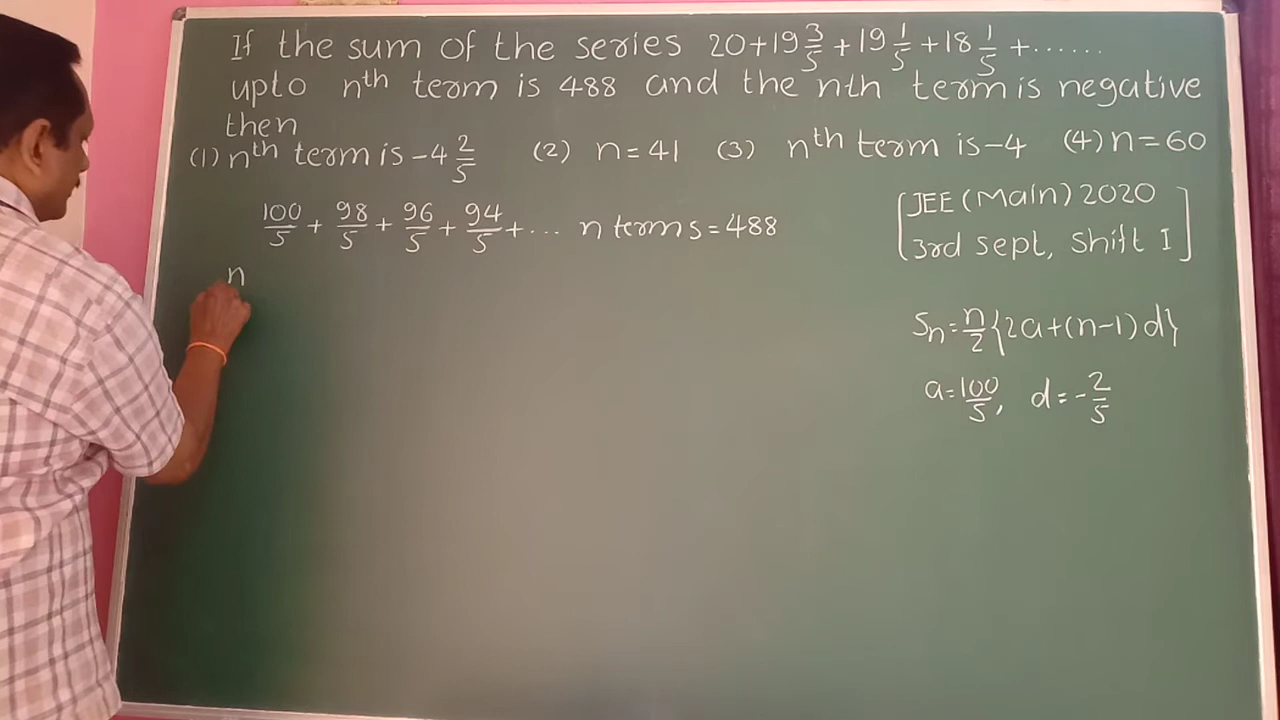 If the sum of the series 20+19 3/5+19 1/5+18 1/5+......
upto nth term is 488 and the nth term is negative
then
(1) nth term is -4 2/5 (2) n=41 (3) nth term is -4 (4) n=60
[JEE (Main) 2020
3rd sept, Shift I]
100/5 + 98/5 + 96/5 + 94/5 +... n terms=488
n
Sn=n/2{2a+(n-1)d}
a=100/5, d=-2/5